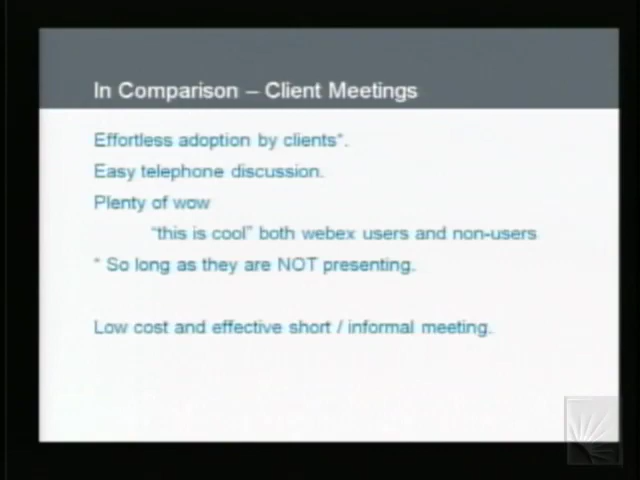 In Comparison – Client Meetings
Effortless adoption by clients*.
Easy telephone discussion.
Plenty of wow
"this is cool" both webex users and non-users
* So long as they are NOT presenting.
Low cost and effective short / informal meeting.